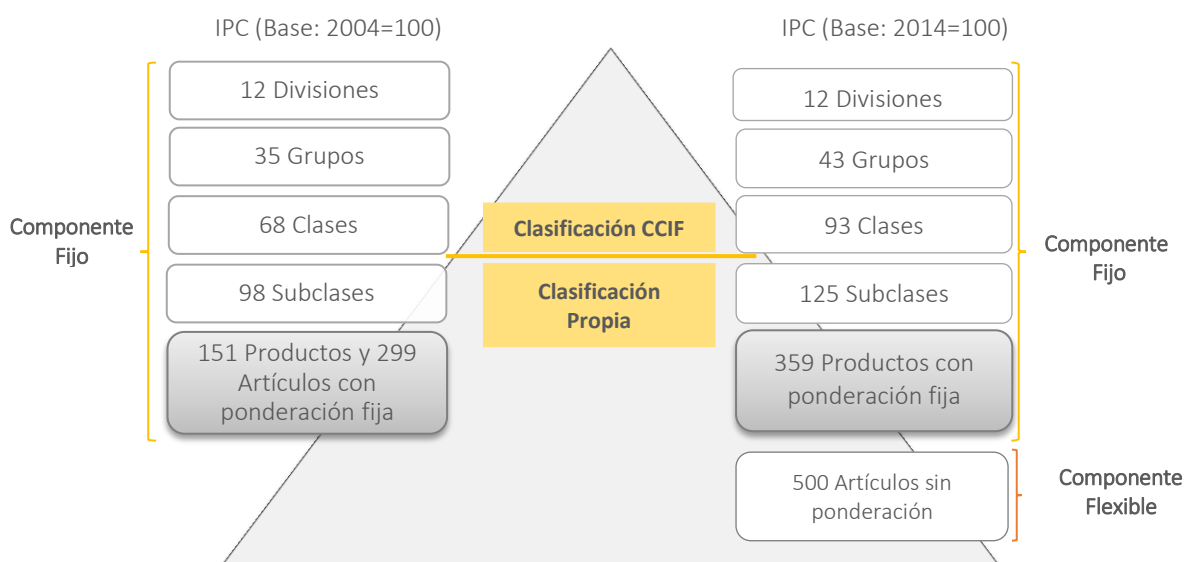 IPC (Base: 2004=100)
12 Divisiones
35 Grupos
68 Clases
98 Subclases
151 Productos y 299
Artículos con
ponderación fija
Componente
Fijo
Clasificación CCIF
Clasificación
Propia
IPC (Base: 2014=100)
12 Divisiones
43 Grupos
93 Clases
125 Subclases
359 Productos con
ponderación fija
Componente
Fijo
500 Artículos sin
ponderación
Componente
Flexible